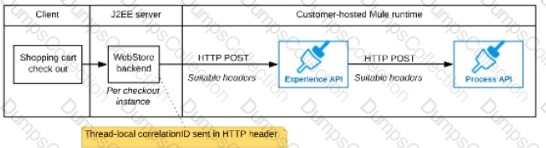 Client
J2EE server
Customer-hosted Mule runtime
Shopping cart
check out
WebStore
backend
Per checkout
instance
HTTP POST
Suitable headers
Experience API
HTTP POST
Suitable headers
Process API
Thread-local correlationID sent in HTTP header
DumpsCollection